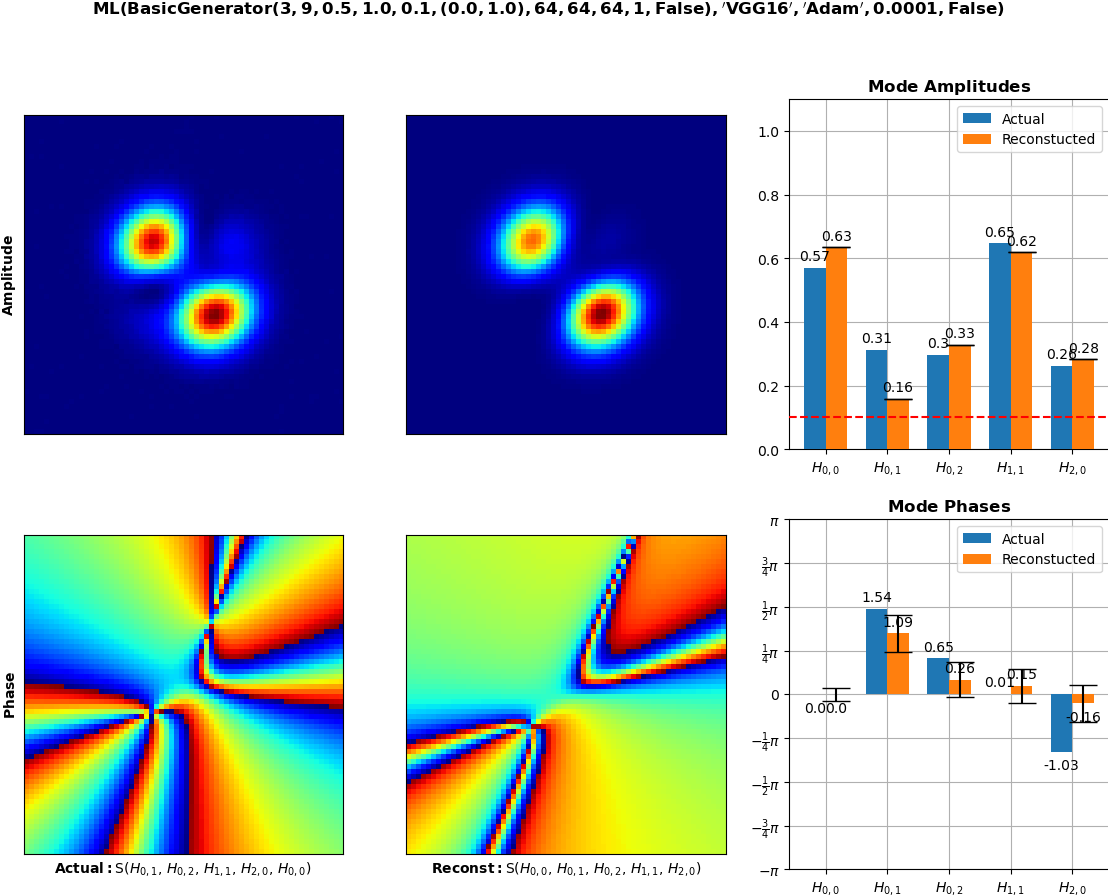 ML(BasicGenerator(3, 9, 0.5, 1.0, 0.1, (0.0, 1.0), 64, 64, 64, 1, False), ′VGG16′, ′Adam′, 0.0001, False)
Mode Amplitudes
Actual
Reconstucted
1.0
0.8
0.6
0.4
0.2
0.0
0.57
0.63
0.31
0.16
0.3
0.33
0.65
0.62
0.26
0.28
H0,0
H0,1
H0,2
H1,1
H2,0
Amplitude
Phase
Actual: S(H0,1, H0,2, H1,1, H2,0, H0,0)
Reconst: S(H0,0, H0,1, H0,2, H1,1, H2,0)
Mode Phases
Actual
Reconstucted
π
3/4π
1/2π
1/4π
0
−1/4π
−1/2π
−3/4π
−π
1.54
1.09
0.65
0.26
0.01
0.15
-1.03
-0.16
H0,0
H0,1
H0,2
H1,1
H2,0